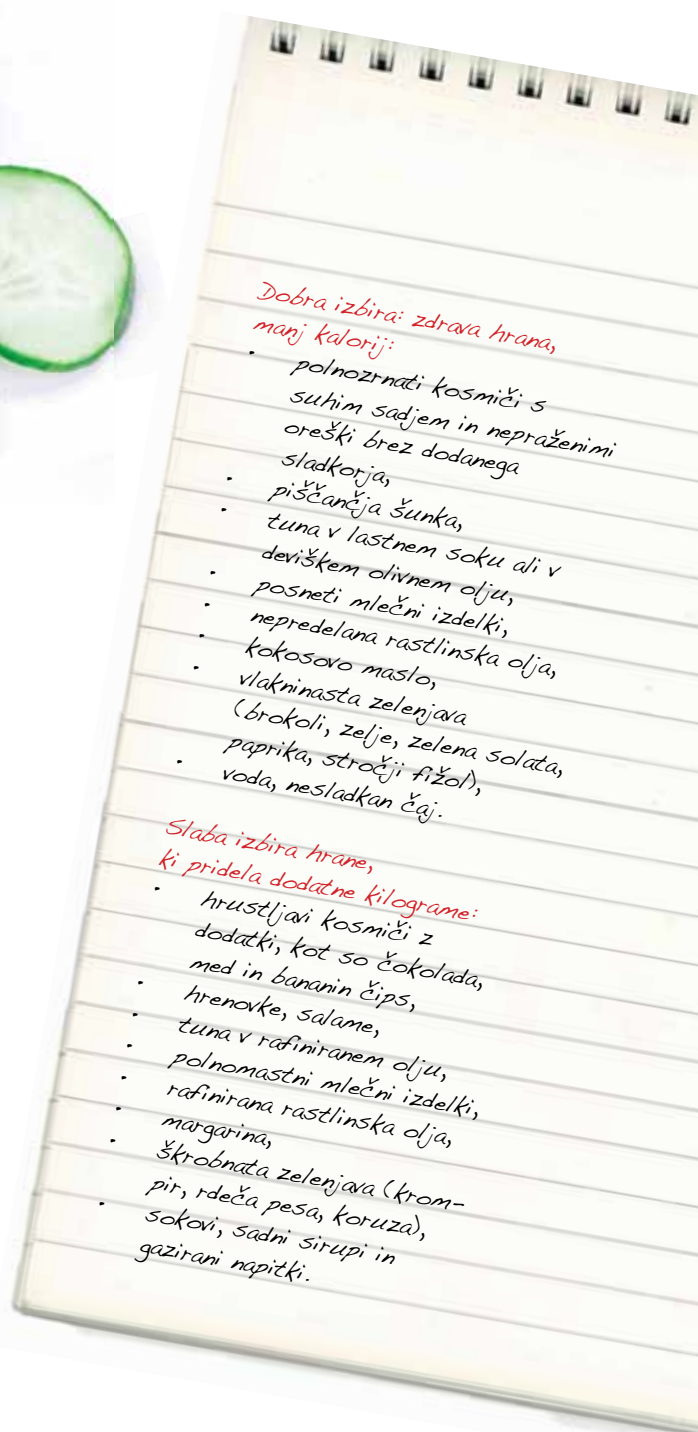 Dobra izbira: zdrava hrana,
manj kalorij:
• polnozrnati kosmiči s
suhim sadjem in nepraženimi
oreški brez dodanega
sladkorja,
• piščančja šunka,
• tuna v lastnem soku ali v
deviškem olivnem olju,
• posneti mlečni izdelki,
• nepredelana rastlinska olja,
• kokosovo maslo,
• vlakninasta zelenjava
(brokoli, zelje, zelena solata,
paprika, stročji fižol),
• voda, nesladkan čaj.
Slaba izbira hrane,
ki pridela dodatne kilograme:
• hrustljavi kosmiči z
dodatki, kot so čokolada,
med in bananin čips,
• hrenovke, salame,
• tuna v rafiniranem olju,
• polnomastni mlečni izdelki,
• rafinirana rastlinska olja,
• margarina,
• škrobnata zelenjava (krom-
pir, rdeča pesa, koruza),
• sokovi, sadni sirupi in
gazirani napitki.